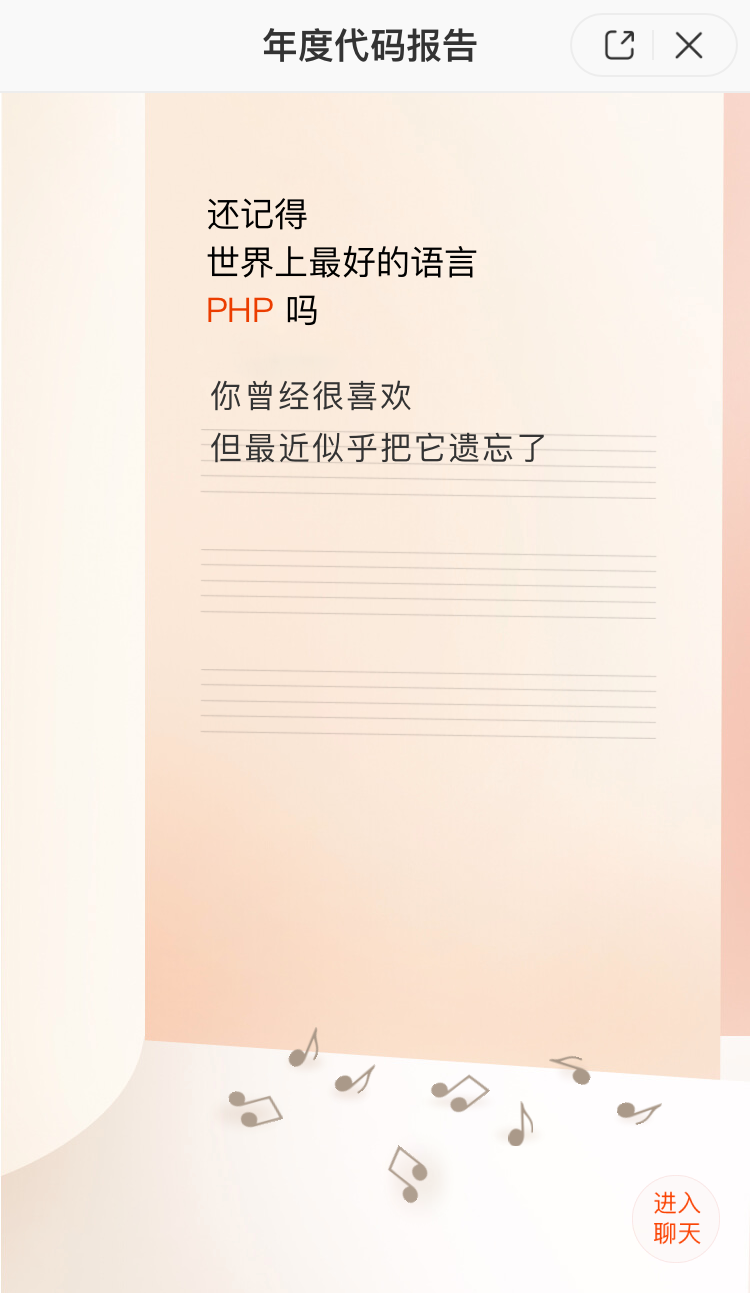 年度代码报告
还记得
世界上最好的语言
PHP 吗
你曾经很喜欢
但最近似乎把它遗忘了
进入
聊天